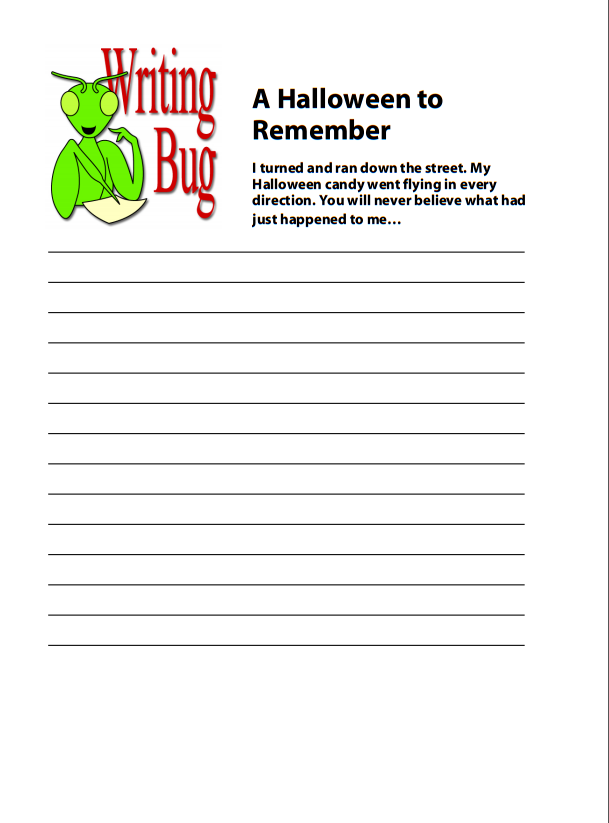 Writing
Bug
A Halloween to
Remember
I turned and ran down the street. My
Halloween candy went flying in every
direction. You will never believe what had
just happened to me…